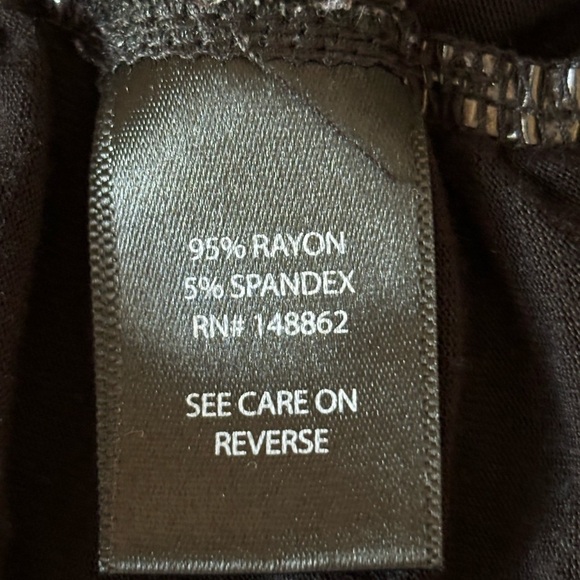 95% RAYON
5% SPANDEX
RN# 148862
SEE CARE ON
REVERSE